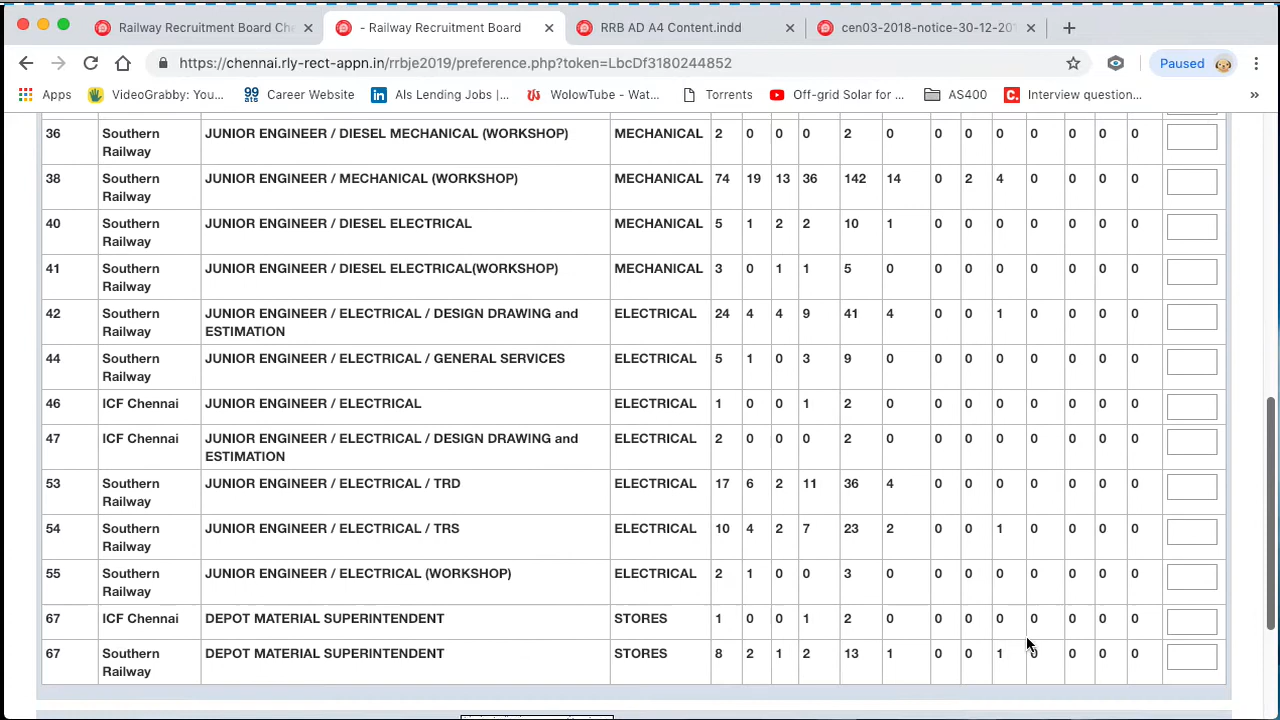 Railway Recruitment Board Che
- Railway Recruitment Board
RRB AD A4 Content.indd
cen03-2018-notice-30-12-201
https://chennai.rly-rect-appn.in/rrbje2019/preference.php?token=LbcDf3180244852
Paused
Apps
VideoGrabby: You...
Career Website
Als Lending Jobs |...
WolowTube - Wat...
Torrents
Off-grid Solar for ...
AS400
Interview question...
»
36 Southern Railway JUNIOR ENGINEER / DIESEL MECHANICAL (WORKSHOP) MECHANICAL 2 0 0 0 2 0 0 0 0 0 0 0 0
38 Southern Railway JUNIOR ENGINEER / MECHANICAL (WORKSHOP) MECHANICAL 74 19 13 36 142 14 0 2 4 0 0 0 0
40 Southern Railway JUNIOR ENGINEER / DIESEL ELECTRICAL MECHANICAL 5 1 2 2 10 1 0 0 0 0 0 0 0
41 Southern Railway JUNIOR ENGINEER / DIESEL ELECTRICAL(WORKSHOP) MECHANICAL 3 0 1 1 5 0 0 0 0 0 0 0 0
42 Southern Railway JUNIOR ENGINEER / ELECTRICAL / DESIGN DRAWING and ESTIMATION ELECTRICAL 24 4 4 9 41 4 0 0 1 0 0 0 0
44 Southern Railway JUNIOR ENGINEER / ELECTRICAL / GENERAL SERVICES ELECTRICAL 5 1 0 3 9 0 0 0 0 0 0 0 0
46 ICF Chennai JUNIOR ENGINEER / ELECTRICAL ELECTRICAL 1 0 0 1 2 0 0 0 0 0 0 0 0
47 ICF Chennai JUNIOR ENGINEER / ELECTRICAL / DESIGN DRAWING and ESTIMATION ELECTRICAL 2 0 0 0 2 0 0 0 0 0 0 0 0
53 Southern Railway JUNIOR ENGINEER / ELECTRICAL / TRD ELECTRICAL 17 6 2 11 36 4 0 0 0 0 0 0 0
54 Southern Railway JUNIOR ENGINEER / ELECTRICAL / TRS ELECTRICAL 10 4 2 7 23 2 0 0 1 0 0 0 0
55 Southern Railway JUNIOR ENGINEER / ELECTRICAL (WORKSHOP) ELECTRICAL 2 1 0 0 3 0 0 0 0 0 0 0 0
67 ICF Chennai DEPOT MATERIAL SUPERINTENDENT STORES 1 0 0 1 2 0 0 0 0 0 0 0 0
67 Southern Railway DEPOT MATERIAL SUPERINTENDENT STORES 8 2 1 2 13 1 0 0 1 0 0 0 0